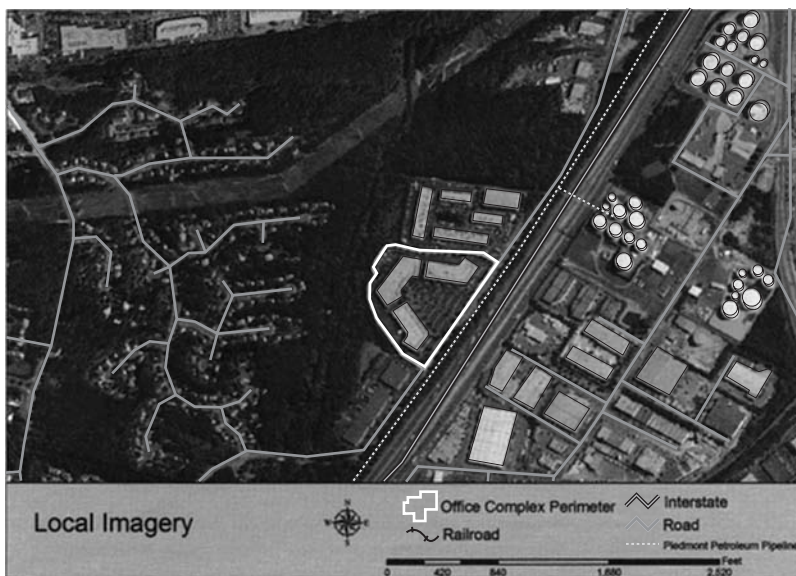 Local Imagery
N
W E
S
Office Complex Perimeter
Railroad
Interstate
Road
Piedmont Petroleum Pipeline
Feet
0 420 840 1,680 2,520